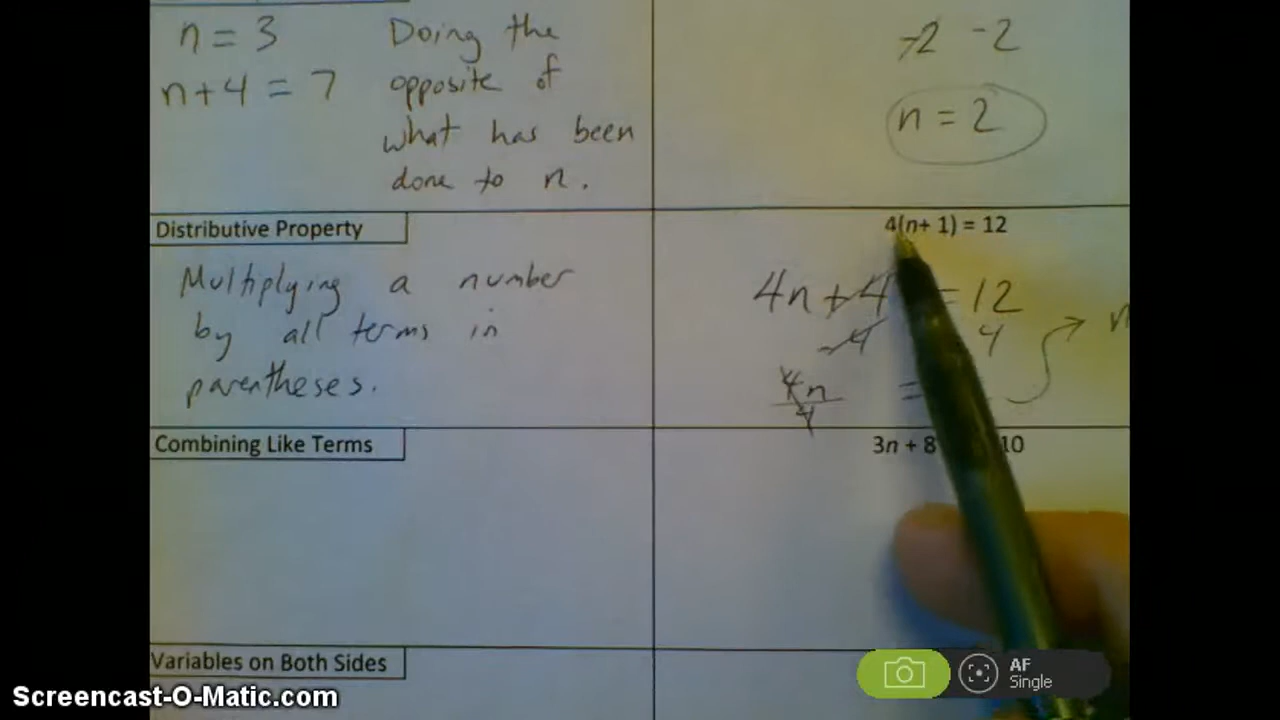 n = 3
n + 4 = 7
Doing the
opposite of
what has been
done to n.
-2 -2
n = 2
Distributive Property
Multiplying a number
by all terms in
parentheses.
4(n+ 1) = 12
4n + 4 = 12
-4 4
4n =
4
n
Combining Like Terms
3n + 8 10
Variables on Both Sides
AF
Single
Screencast-O-Matic.com